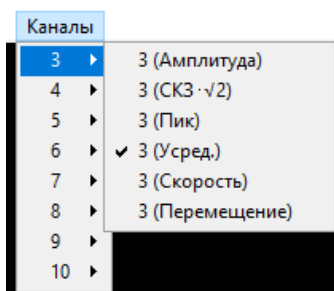 Каналы
3
4
5
6
7
8
9
10
3 (Амплитуда)
3 (СКЗ·√2)
3 (Пик)
3 (Усред.)
3 (Скорость)
3 (Перемещение)